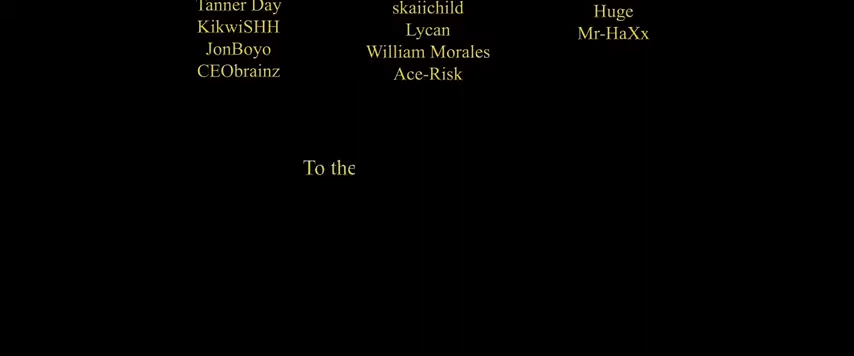 Tanner Day
KikwiSHH
JonBoyo
CEObrainz
skaiichild
Lycan
William Morales
Ace-Risk
Huge
Mr-HaXx
To the